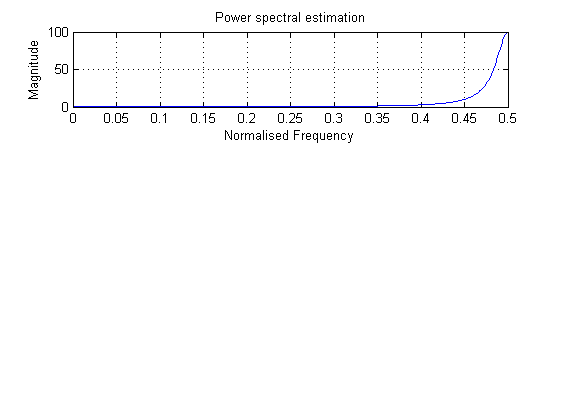 Power spectral estimation
Magnitude
100
50
0
0 0.05 0.1 0.15 0.2 0.25 0.3 0.35 0.4 0.45 0.5
Normalised Frequency